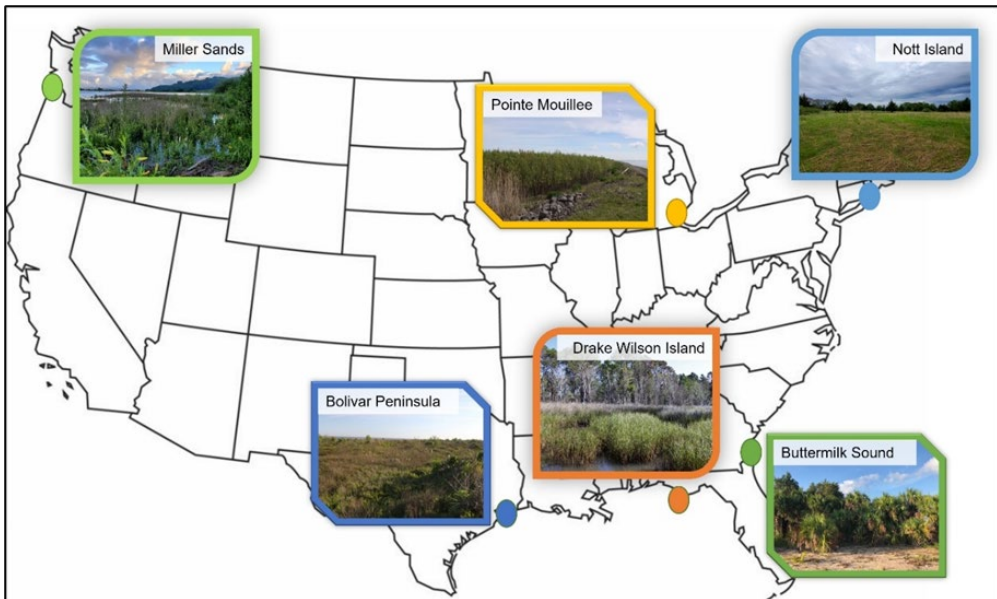 Miller Sands
Nott Island
Pointe Mouillee
Drake Wilson Island
Bolivar Peninsula
Buttermilk Sound